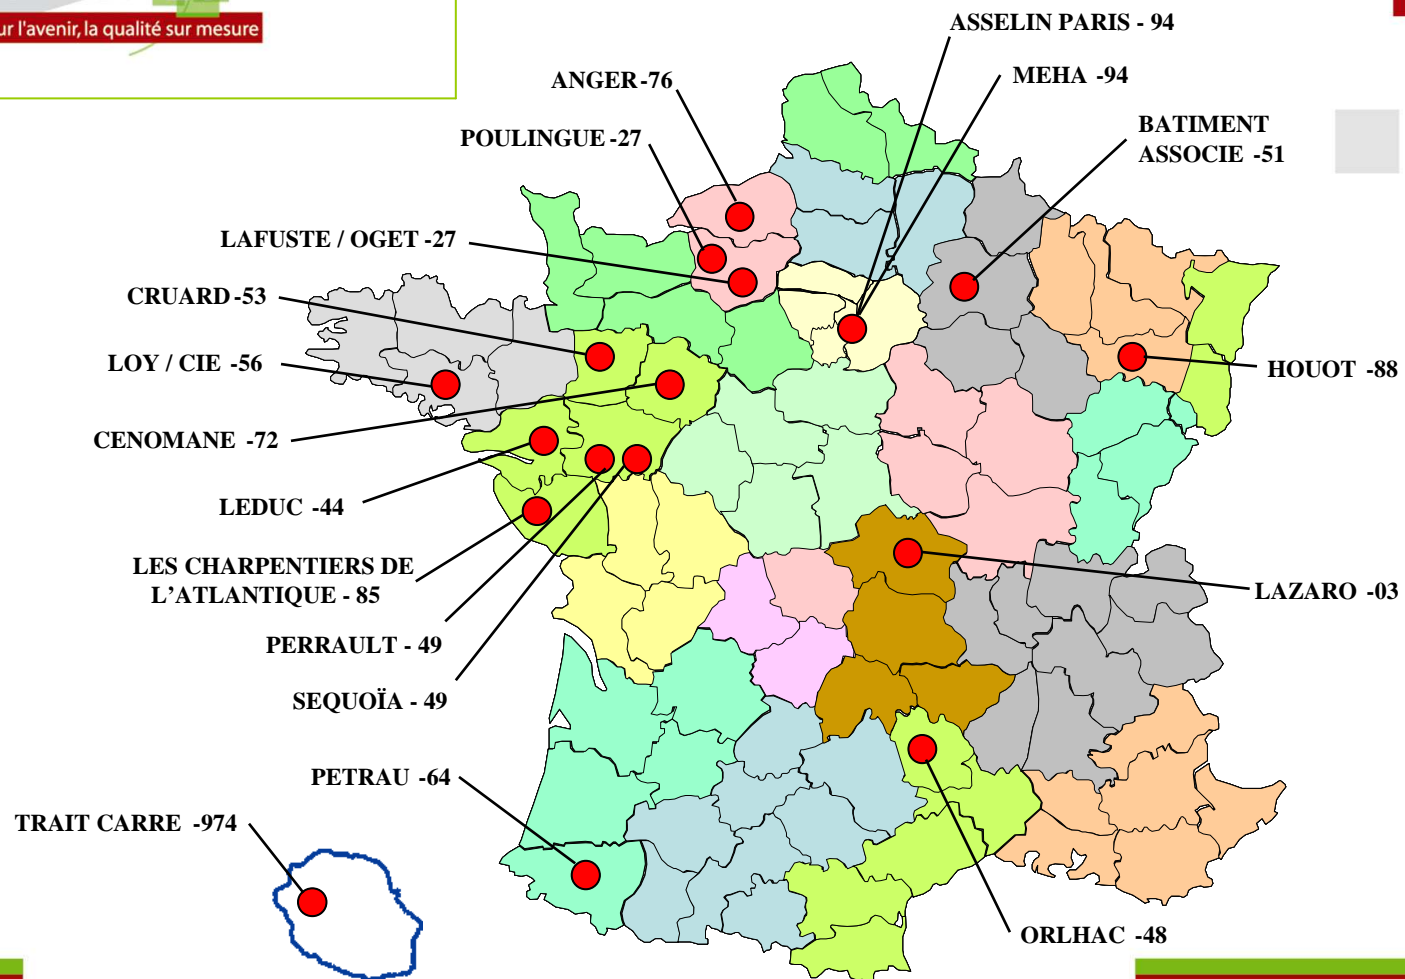 l'avenir, la qualité sur mesure
ASSELIN PARIS - 94
ANGER-76
MEHA -94
POULINGUE -27
BATIMENT
ASSOCIE -51
LAFUSTE / OGET -27
CRUARD -53
LOY / CIE -56
HOUOT -88
CENOMANE -72
LEDUC -44
LES CHARPENTIERS DE
L'ATLANTIQUE - 85
LAZARO -03
PERRAULT - 49
SEQUOÏA - 49
PETRAU -64
TRAIT CARRE -974
ORLHAC -48